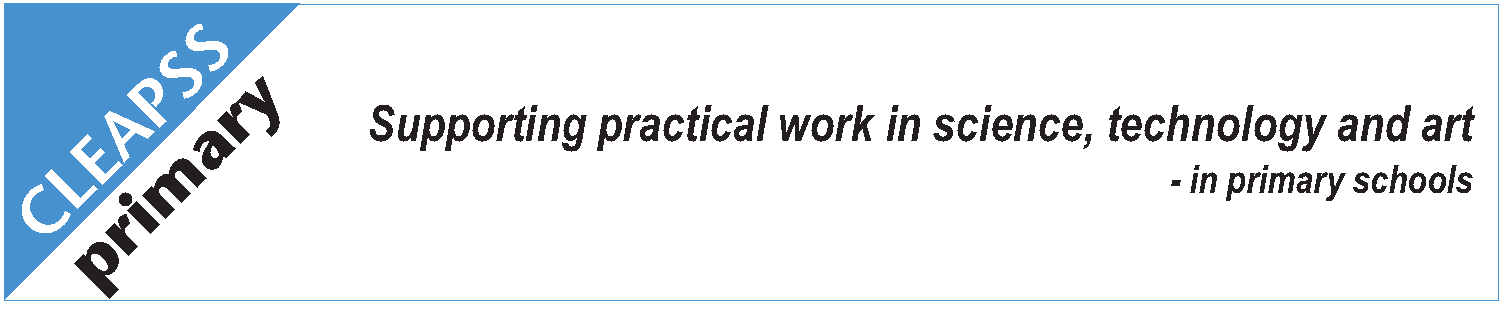 CLEAPSS
primary
Supporting practical work in science, technology and art
- in primary schools